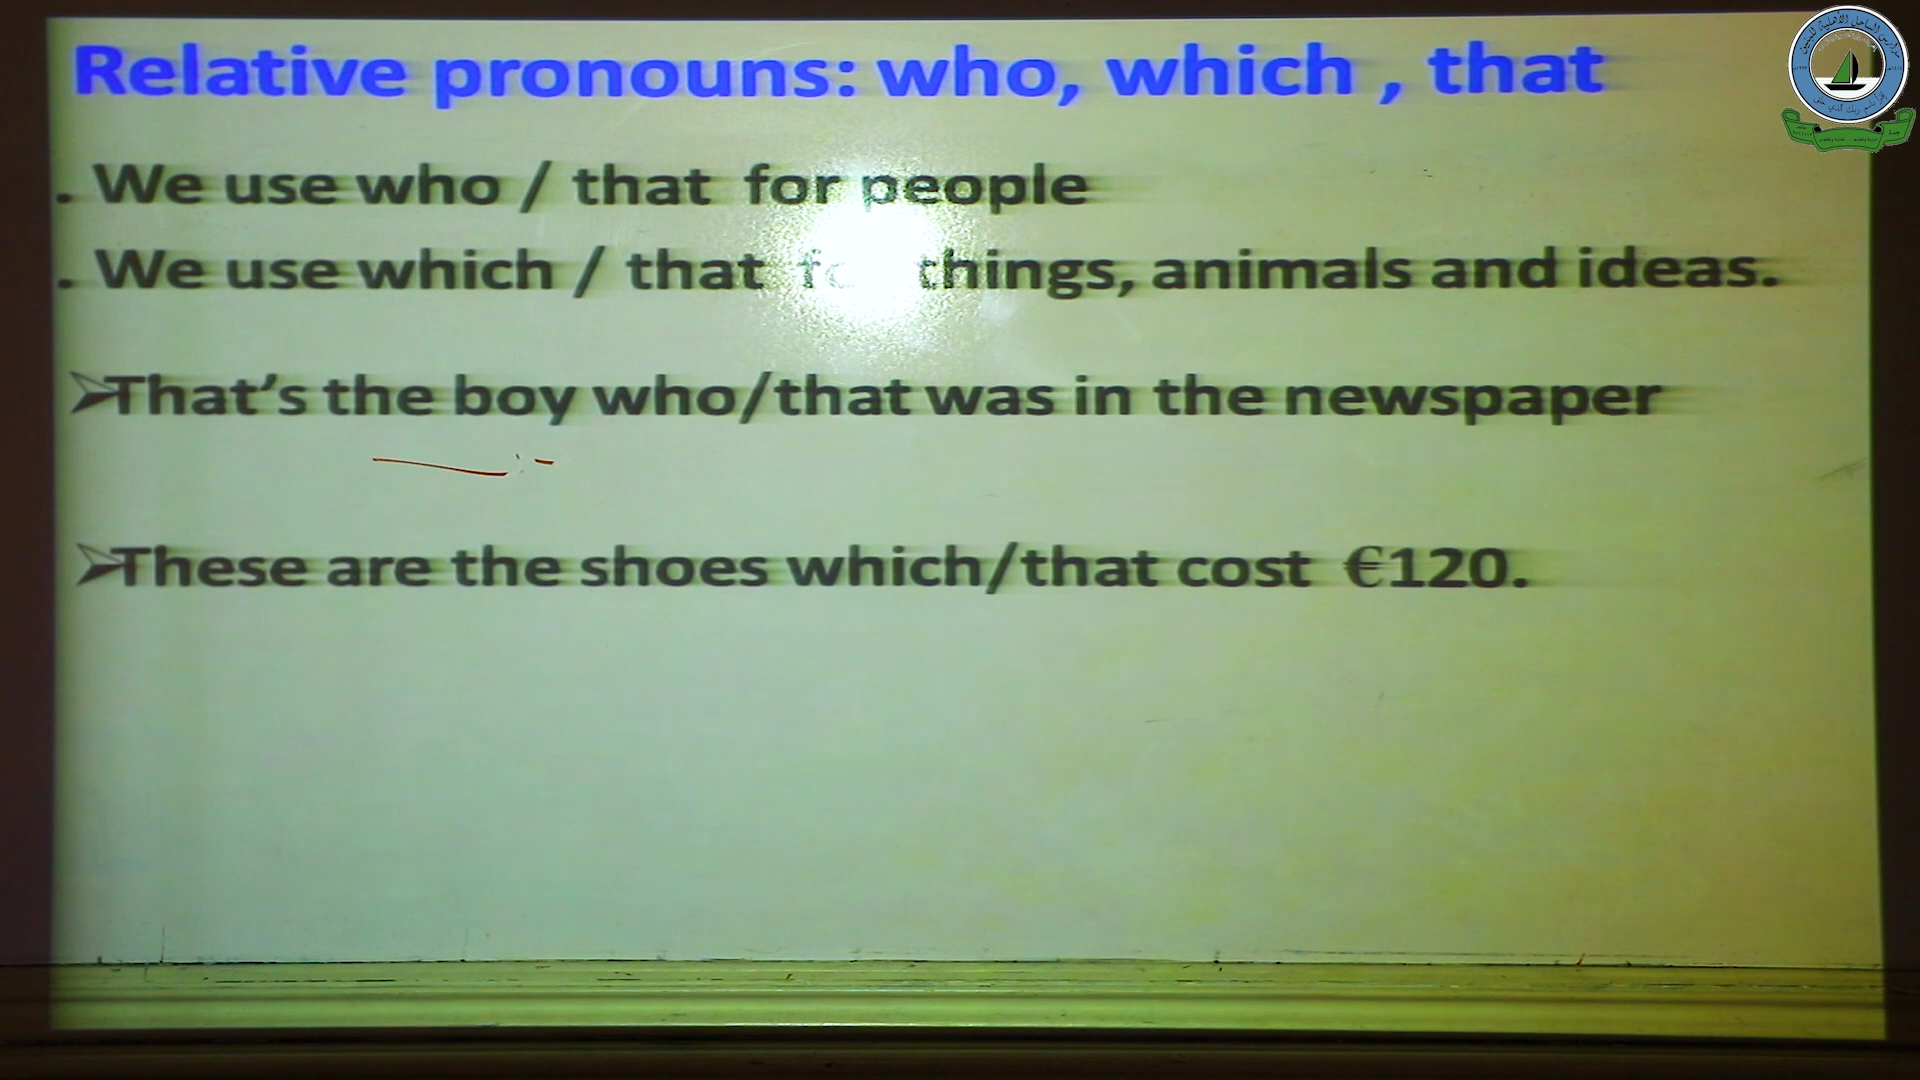 Relative pronouns: who, which , that
. We use who / that for people
. We use which / that things, animals and ideas.
➢That's the boy who/that was in the newspaper
➢These are the shoes which/that cost €120.